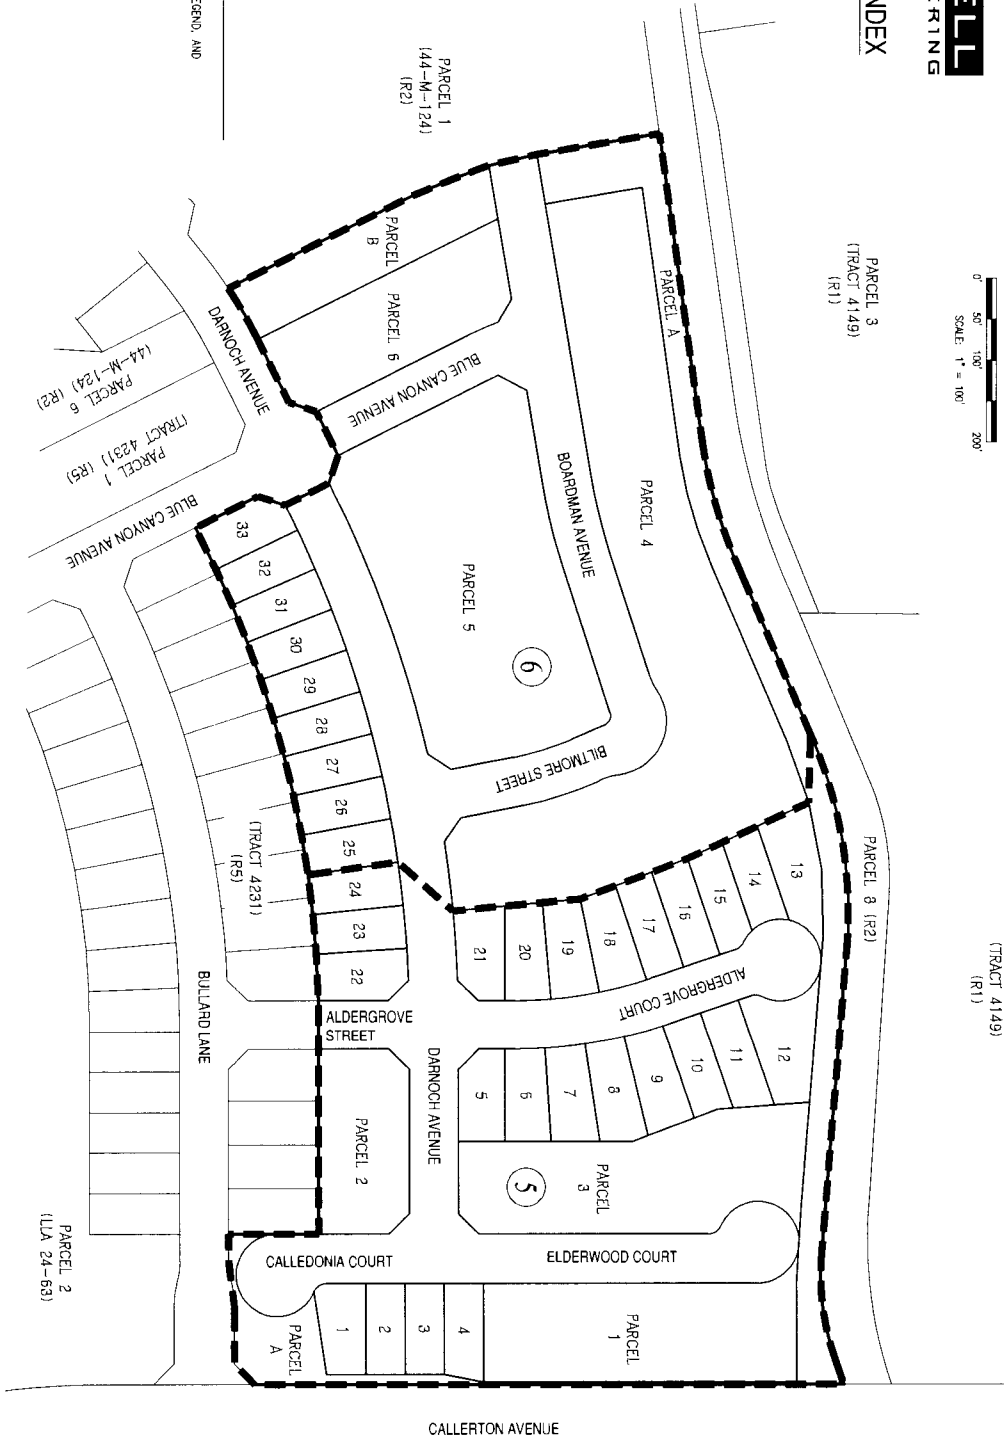 ELL
ERING
NDEX
EGEND, AND
0' 50' 100' 200'
SCALE: 1" = 100'
PARCEL 1
(44-M-124)
(R2)
PARCEL 3
(TRACT 4149)
(R1)
(TRACT 4149)
(R1)
PARCEL 8 (R2)
PARCEL A
PARCEL
B
PARCEL 6
PARCEL 4
PARCEL 5
6
BLUE CANYON AVENUE
BOARDMAN AVENUE
BILTMORE STREET
DARNOCH AVENUE
PARCEL 6
(44-M-124) (R2)
PARCEL 1
(TRACT 4231) (R5)
BLUE CANYON AVENUE
33
32
31
30
29
28
27
26
25
24
23
22
(TRACT 4231)
(R5)
BULLARD LANE
13
14
15
16
17
18
19
20
21
ALDERGROVE COURT
12
11
10
9
8
7
6
5
ALDERGROVE
STREET
DARNOCH AVENUE
PARCEL 2
PARCEL
3
5
CALLEDONIA COURT
ELDERWOOD COURT
PARCEL
A
1
2
3
4
PARCEL
1
PARCEL 2
(LLA 24-63)
CALLERTON AVENUE